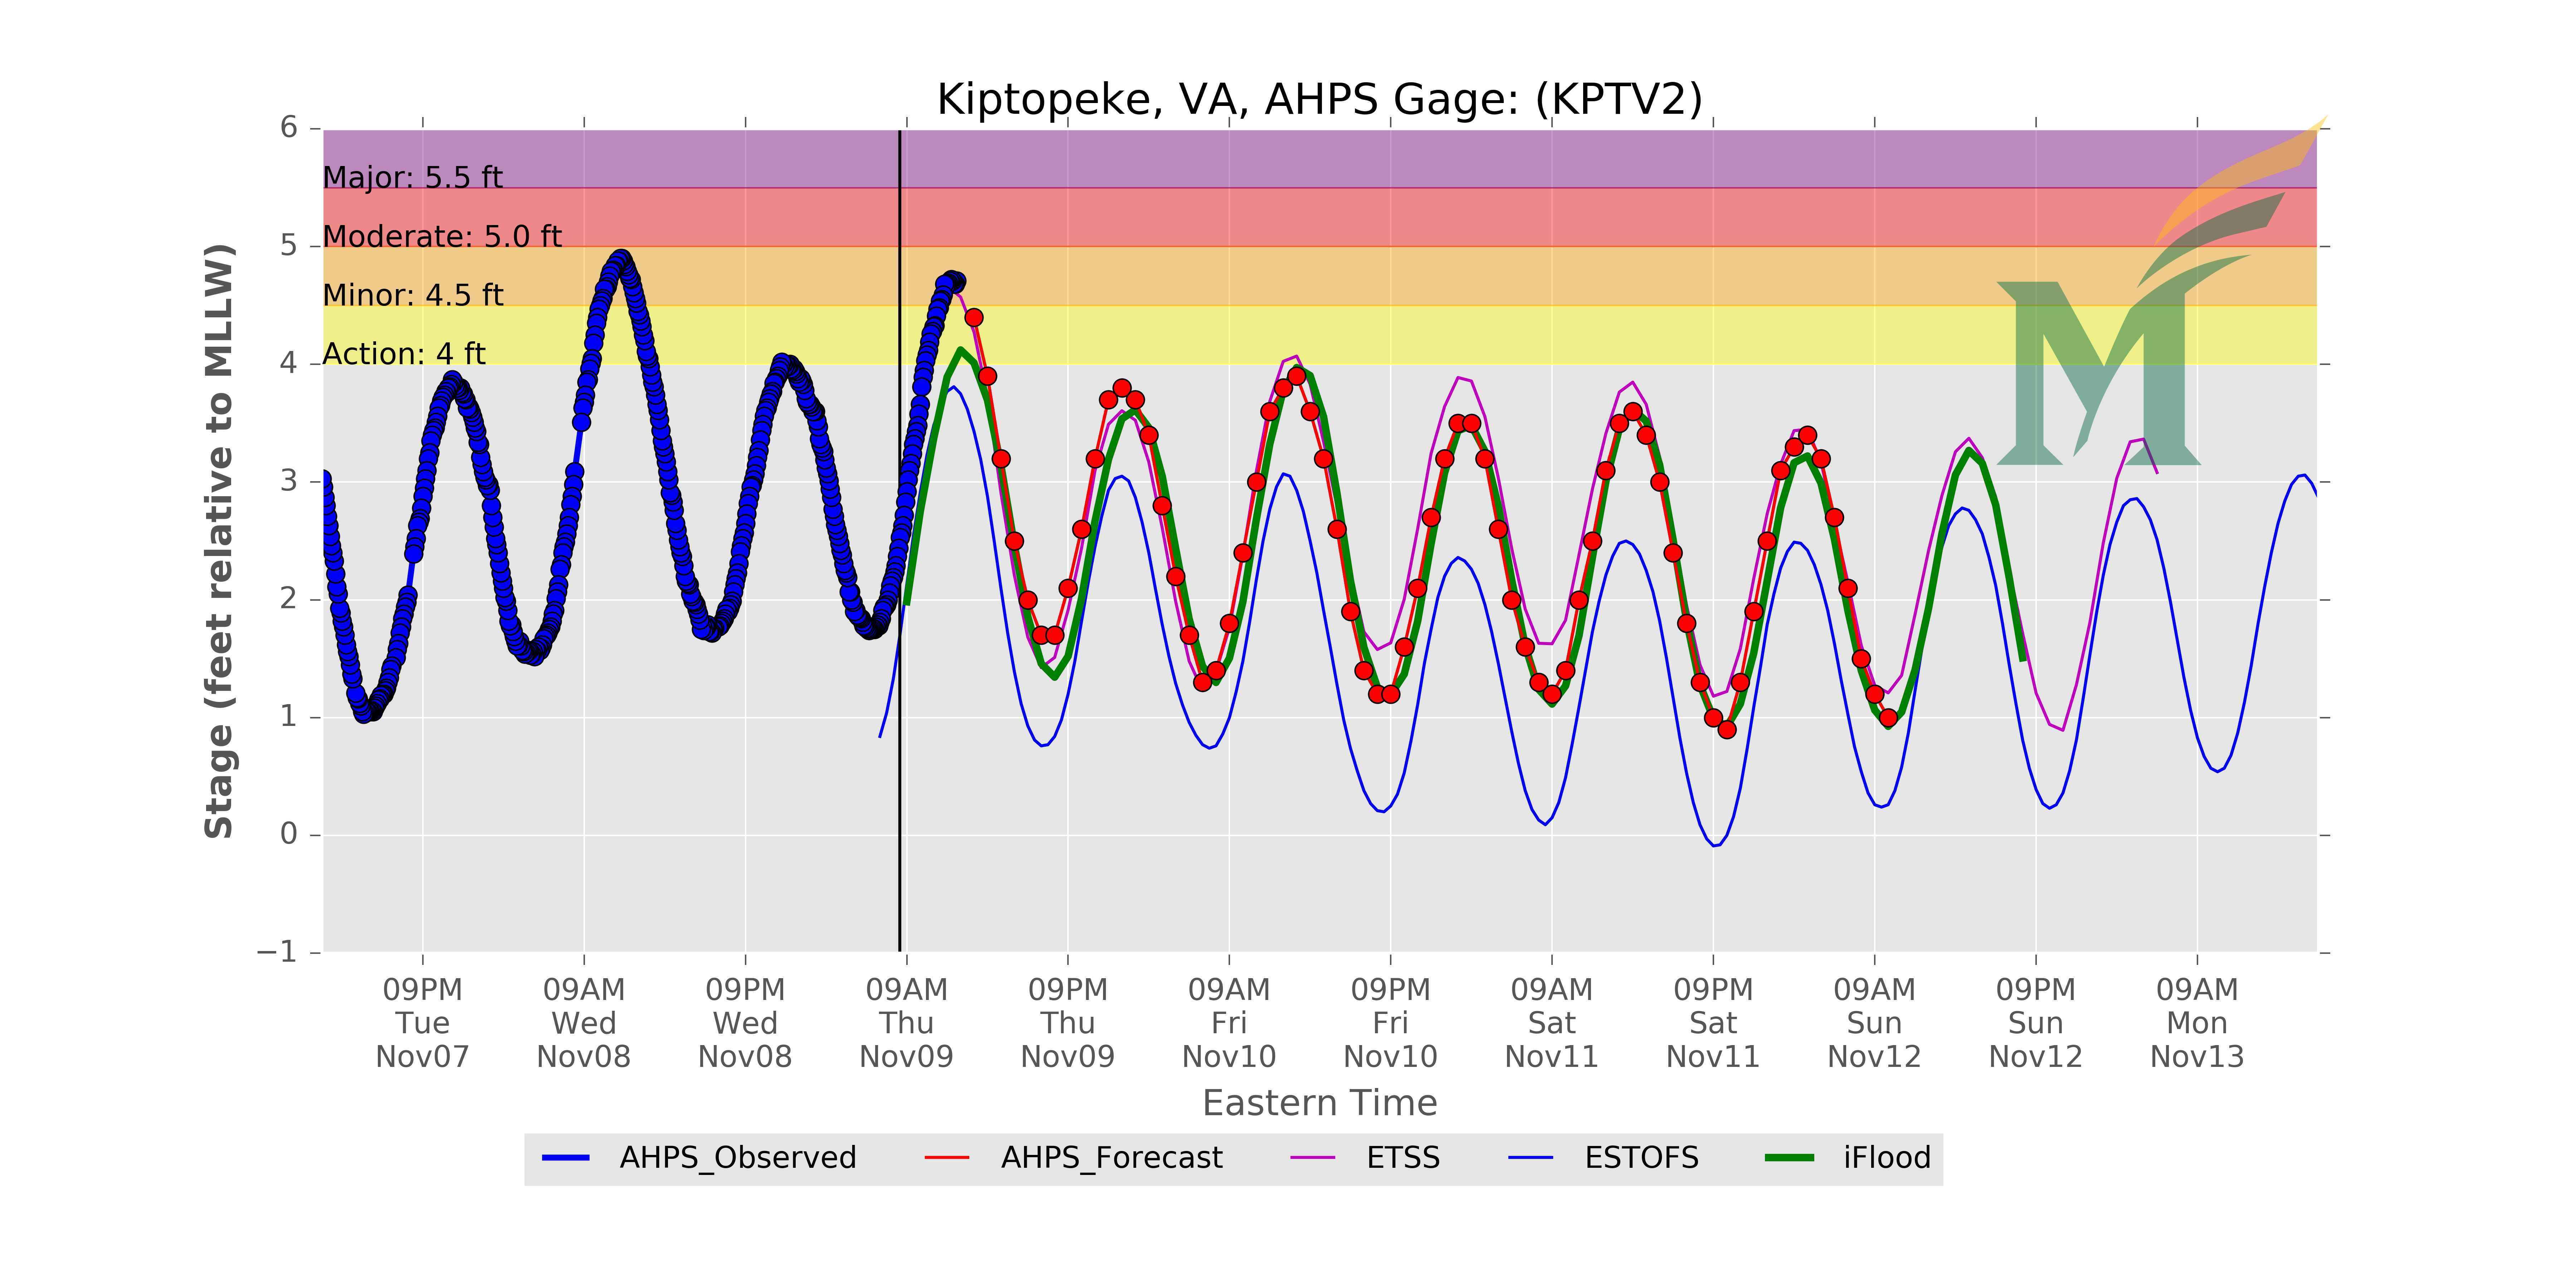 Kiptopeke, VA, AHPS Gage: (KPTV2)
6
5
4
3
2
1
0
−1
Stage (feet relative to MLLW)
Major: 5.5 ft
Moderate: 5.0 ft
Minor: 4.5 ft
Action: 4 ft
M
09PM
Tue
Nov07
09AM
Wed
Nov08
09PM
Wed
Nov08
09AM
Thu
Nov09
09PM
Thu
Nov09
09AM
Fri
Nov10
09PM
Fri
Nov10
09AM
Sat
Nov11
09PM
Sat
Nov11
09AM
Sun
Nov12
09PM
Sun
Nov12
09AM
Mon
Nov13
Eastern Time
AHPS_Observed
AHPS_Forecast
ETSS
ESTOFS
iFlood